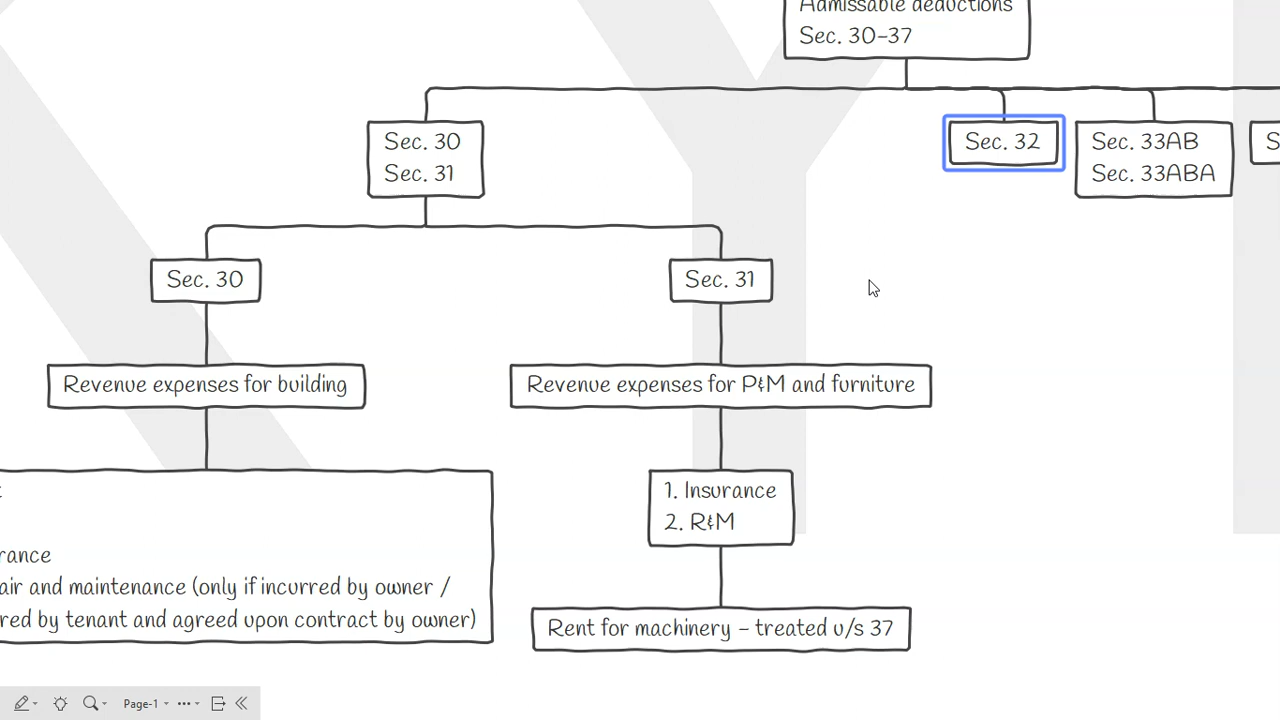 Admissable deductions
Sec. 30-37
Sec. 30
Sec. 31
Sec. 32
Sec. 33AB
Sec. 33ABA
Sec. 30
Sec. 31
Revenue expenses for building
Revenue expenses for P&M and furniture
1. Insurance
2. R&M
rance
air and maintenance (only if incurred by owner /
red by tenant and agreed upon contract by owner)
Rent for machinery - treated u/s 37
Page-1